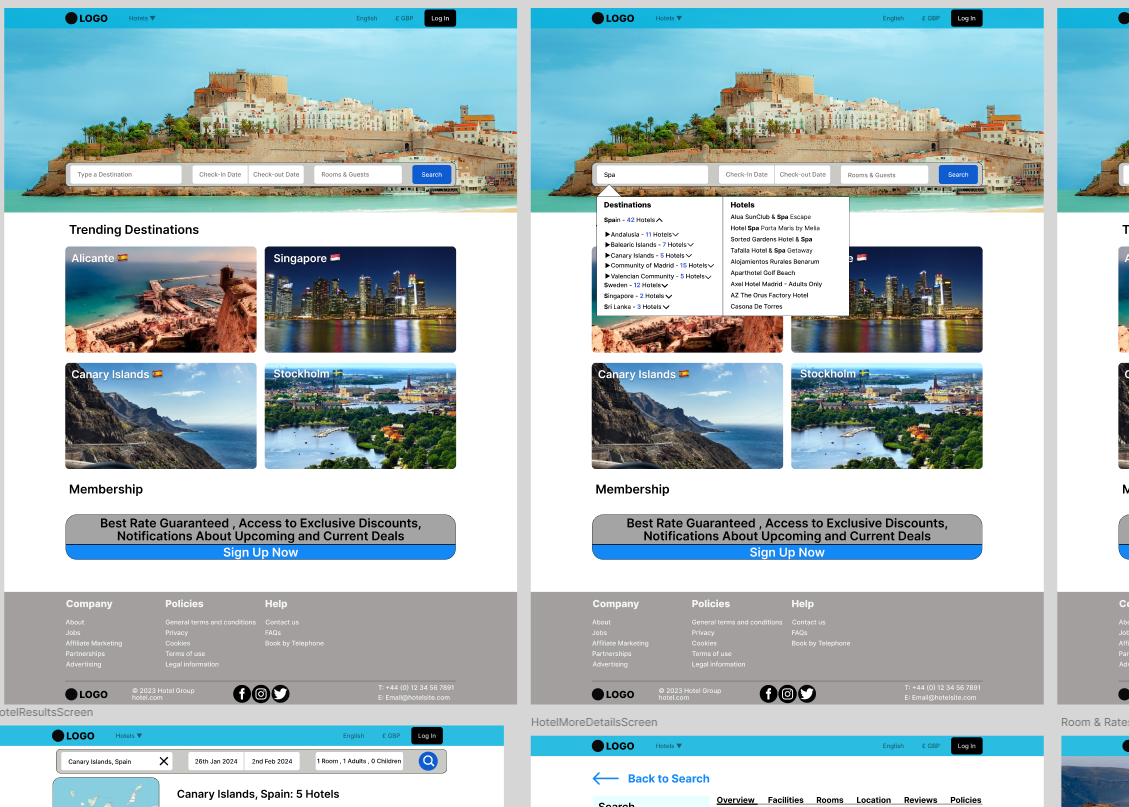 LOGO
Hotels ▼
English
£ GBP
Log In
Type a Destination
Check-in Date
Check-out Date
Rooms & Guests
Search
Trending Destinations
Alicante 🇪🇸
Singapore 🇸🇬
Canary Islands 🇪🇸
Stockholm 🇸🇪
Membership
Best Rate Guaranteed , Access to Exclusive Discounts,
Notifications About Upcoming and Current Deals
Sign Up Now
Company
About
Jobs
Affiliate Marketing
Partnerships
Advertising
Policies
General terms and conditions
Privacy
Cookies
Terms of use
Legal information
Help
Contact us
FAQs
Book by Telephone
LOGO
© 2023 Hotel Group
hotel.com
T: +44 (0) 12 34 56 7891
E: Email@hotelsite.com
LOGO
Hotels ▼
English
£ GBP
Log In
Spa
Check-In Date
Check-out Date
Rooms & Guests
Search
Destinations
Spain - 42 Hotels
▶Andalusia - 11 Hotels
▶Balearic Islands - 7 Hotels
▶Canary Islands - 5 Hotels
▶Community of Madrid - 15 Hotels
▶Valencian Community - 5 Hotels
Sweden - 12 Hotels
Singapore - 2 Hotels
Sri Lanka - 3 Hotels
Hotels
Alua SunClub & Spa Escape
Hotel Spa Porta Maris by Melia
Sorted Gardens Hotel & Spa
Tafalla Hotel & Spa Getaway
Alojamientos Rurales Benarum
Aparthotel Golf Beach
Axel Hotel Madrid - Adults Only
AZ The Orus Factory Hotel
Casona De Torres
Canary Islands 🇪🇸
Stockholm 🇸🇪
Membership
Best Rate Guaranteed , Access to Exclusive Discounts,
Notifications About Upcoming and Current Deals
Sign Up Now
Company
About
Jobs
Affiliate Marketing
Partnerships
Advertising
Policies
General terms and conditions
Privacy
Cookies
Terms of use
Legal information
Help
Contact us
FAQs
Book by Telephone
LOGO
© 2023 Hotel Group
hotel.com
T: +44 (0) 12 34 56 7891
E: Email@hotelsite.com
otelResultsScreen
LOGO
Hotels ▼
English
£ GBP
Log In
Canary Islands, Spain
26th Jan 2024
2nd Feb 2024
1 Room , 1 Adults , 0 Children
Canary Islands, Spain: 5 Hotels
HotelMoreDetailsScreen
LOGO
Hotels ▼
English
£ GBP
Log In
Back to Search
Search
Overview
Facilities
Rooms
Location
Reviews
Policies
Room & Rates